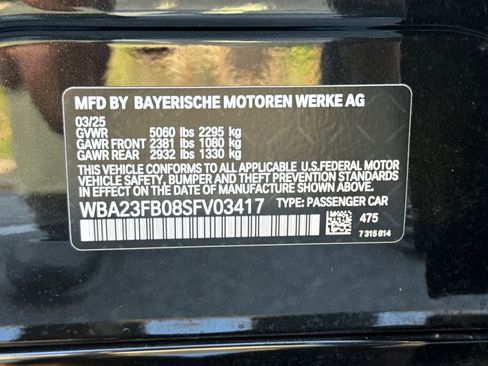 MFD BY BAYERISCHE MOTOREN WERKE AG
03/25
GVWR 5060 lbs 2295 kg
GAWR FRONT 2381 lbs 1080 kg
GAWR REAR 2932 lbs 1330 kg
THIS VEHICLE CONFORMS TO ALL APPLICABLE U.S.FEDERAL MOTOR
VEHICLE SAFETY, BUMPER, AND THEFT PREVENTION STANDARDS
IN EFFECT ON THE DATE OF MANUFACTURE SHOWN ABOVE.
WBA23FB08SFV03417 TYPE: PASSENGER CAR
475
7 315 814